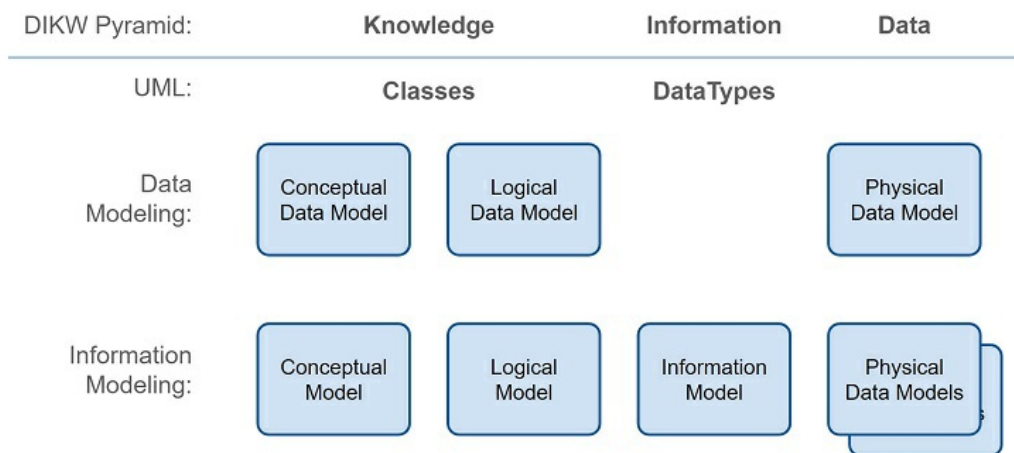 DIKW Pyramid: Knowledge Information Data
UML: Classes DataTypes
Data
Modeling:
Conceptual
Data Model
Logical
Data Model
Physical
Data Model
Information
Modeling:
Conceptual
Model
Logical
Model
Information
Model
Physical
Data Models